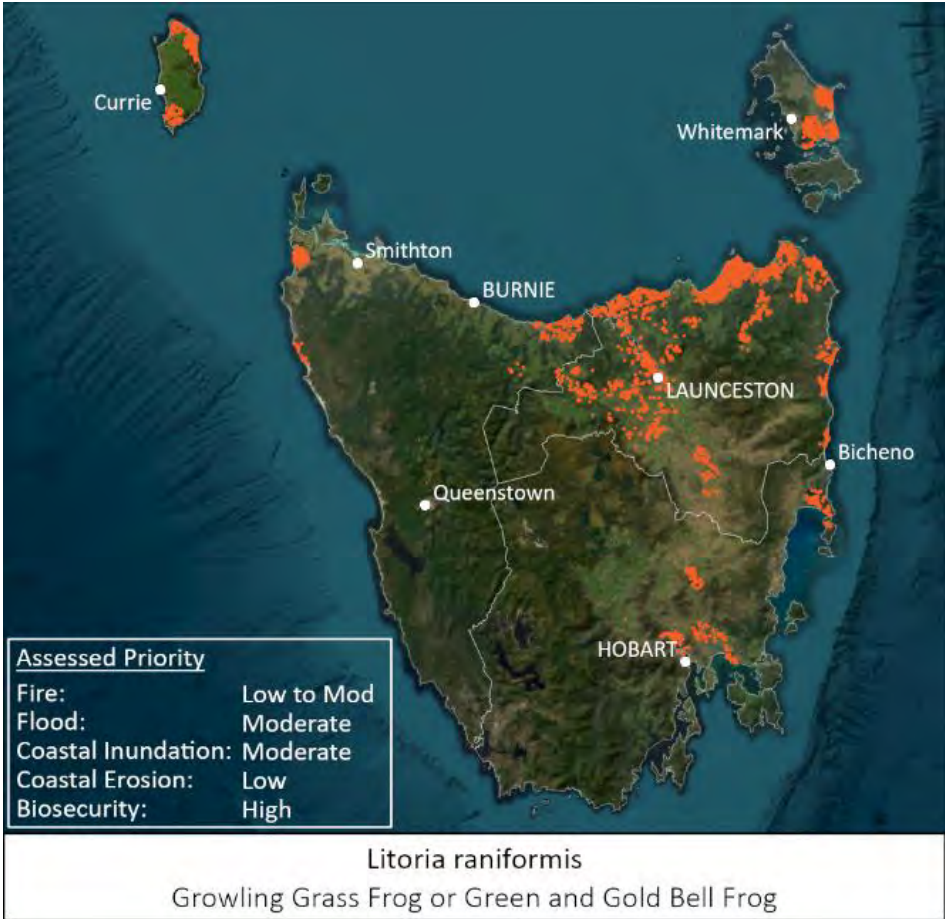 Currie
Whitemark
Smithton
BURNIE
LAUNCESTON
Bicheno
Queenstown
HOBART
Assessed Priority
Fire: Low to Mod
Flood: Moderate
Coastal Inundation: Moderate
Coastal Erosion: Low
Biosecurity: High
Litoria raniformis
Growling Grass Frog or Green and Gold Bell Frog